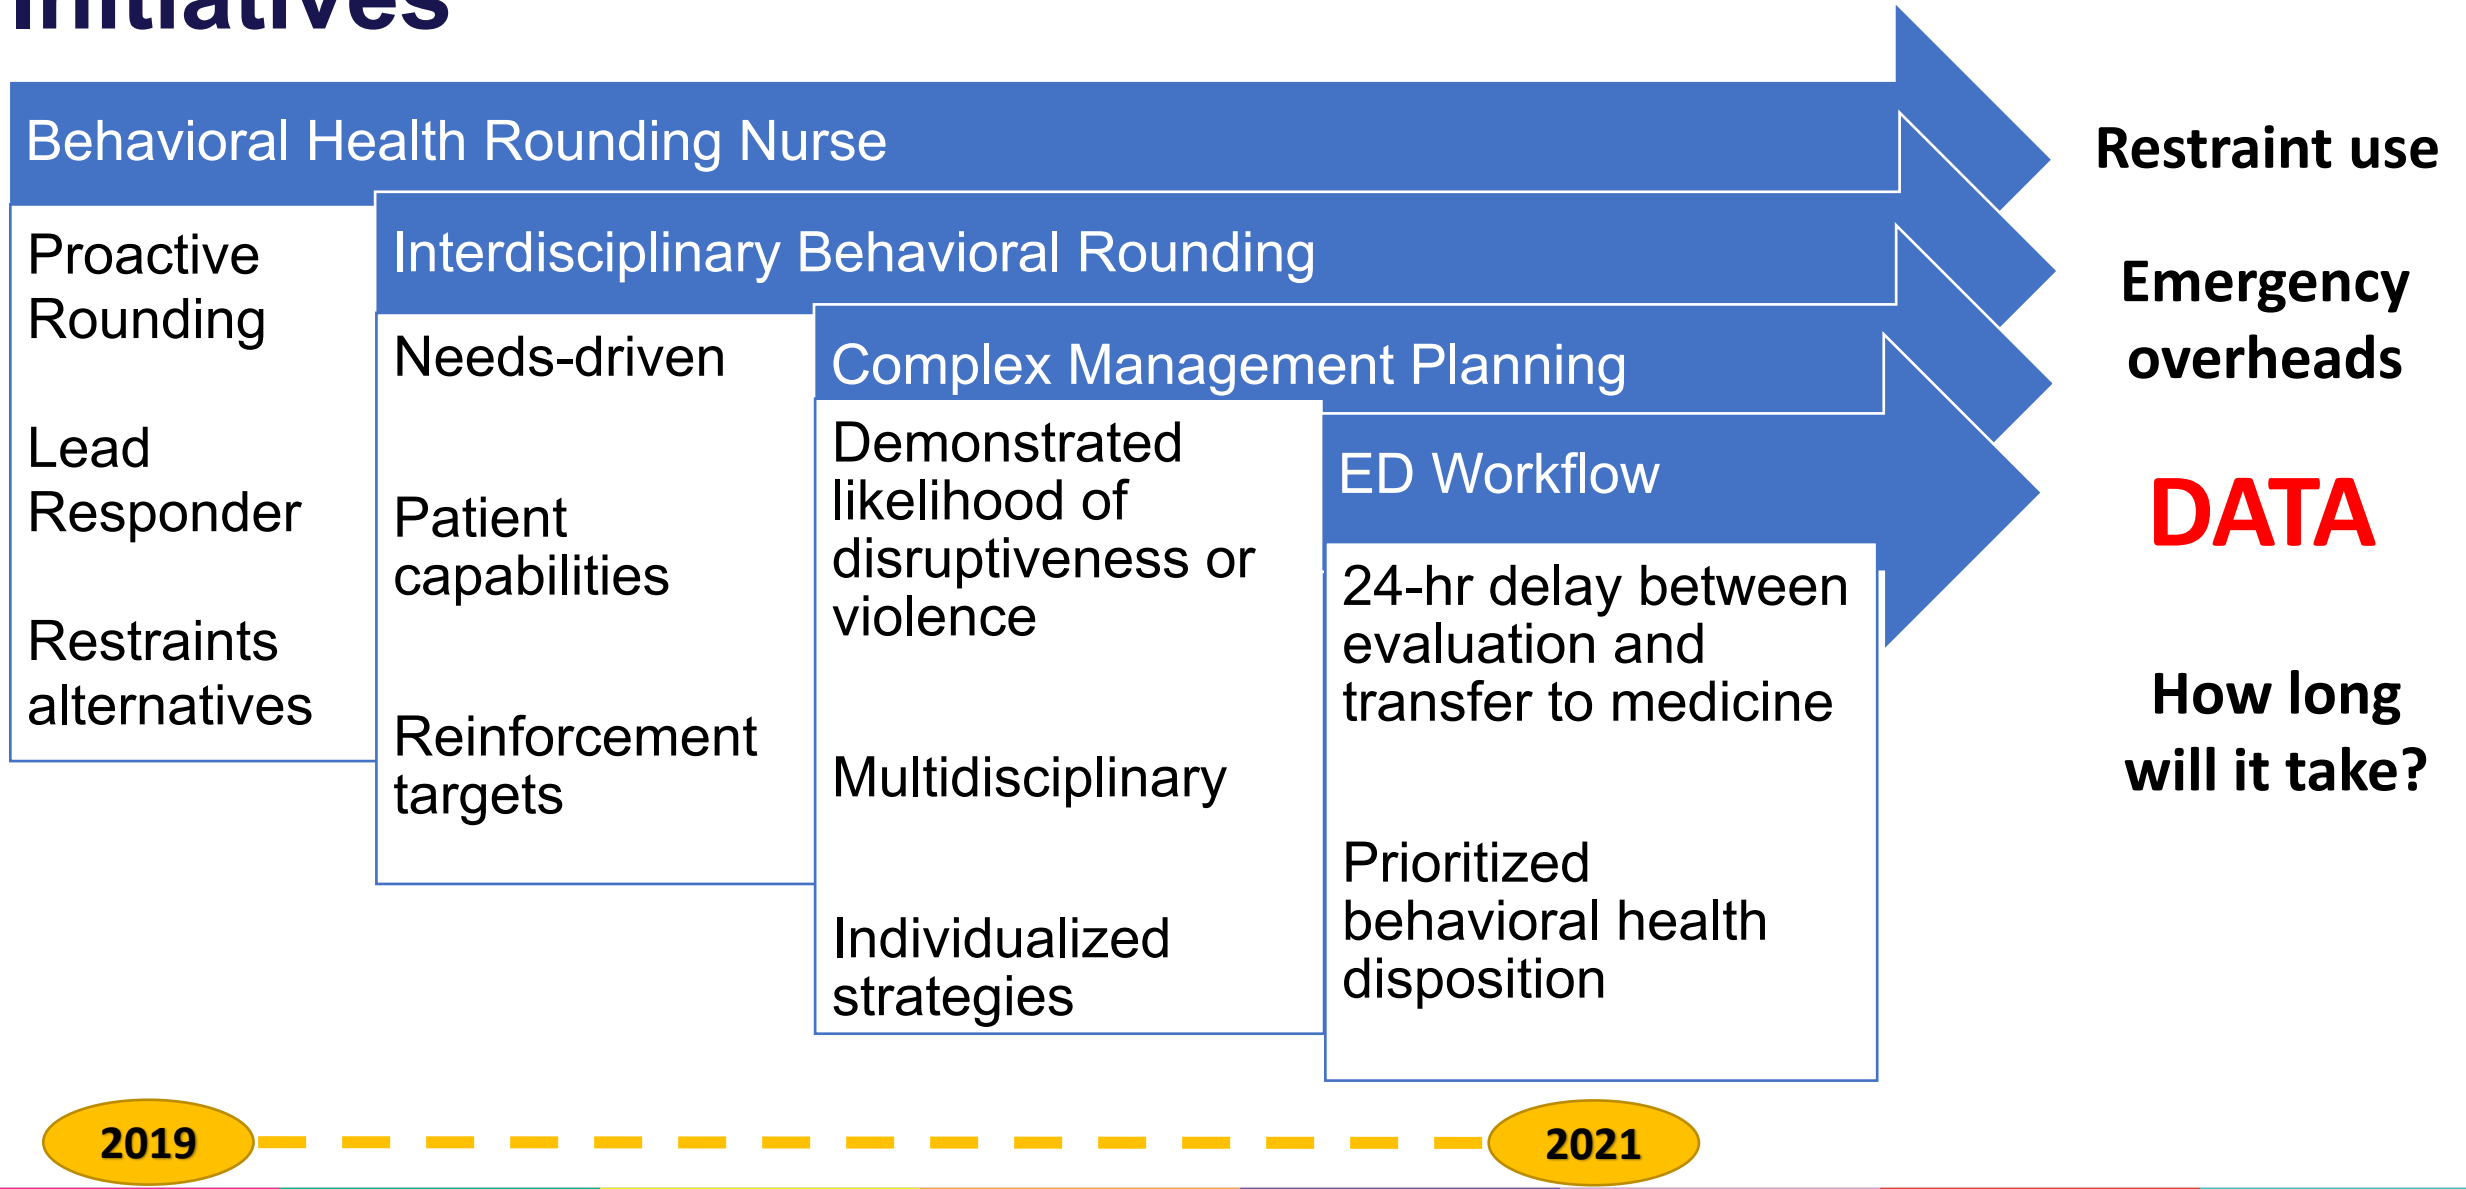 Initiatives
Behavioral Health Rounding Nurse
Proactive
Rounding
Lead
Responder
Restraints
alternatives
Interdisciplinary Behavioral Rounding
Needs-driven
Patient
capabilities
Reinforcement
targets
Complex Management Planning
Demonstrated
likelihood of
disruptiveness or
violence
Multidisciplinary
Individualized
strategies
ED Workflow
24-hr delay between
evaluation and
transfer to medicine
Prioritized
behavioral health
disposition
Restraint use
Emergency
overheads
DATA
How long
will it take?
2019
2021